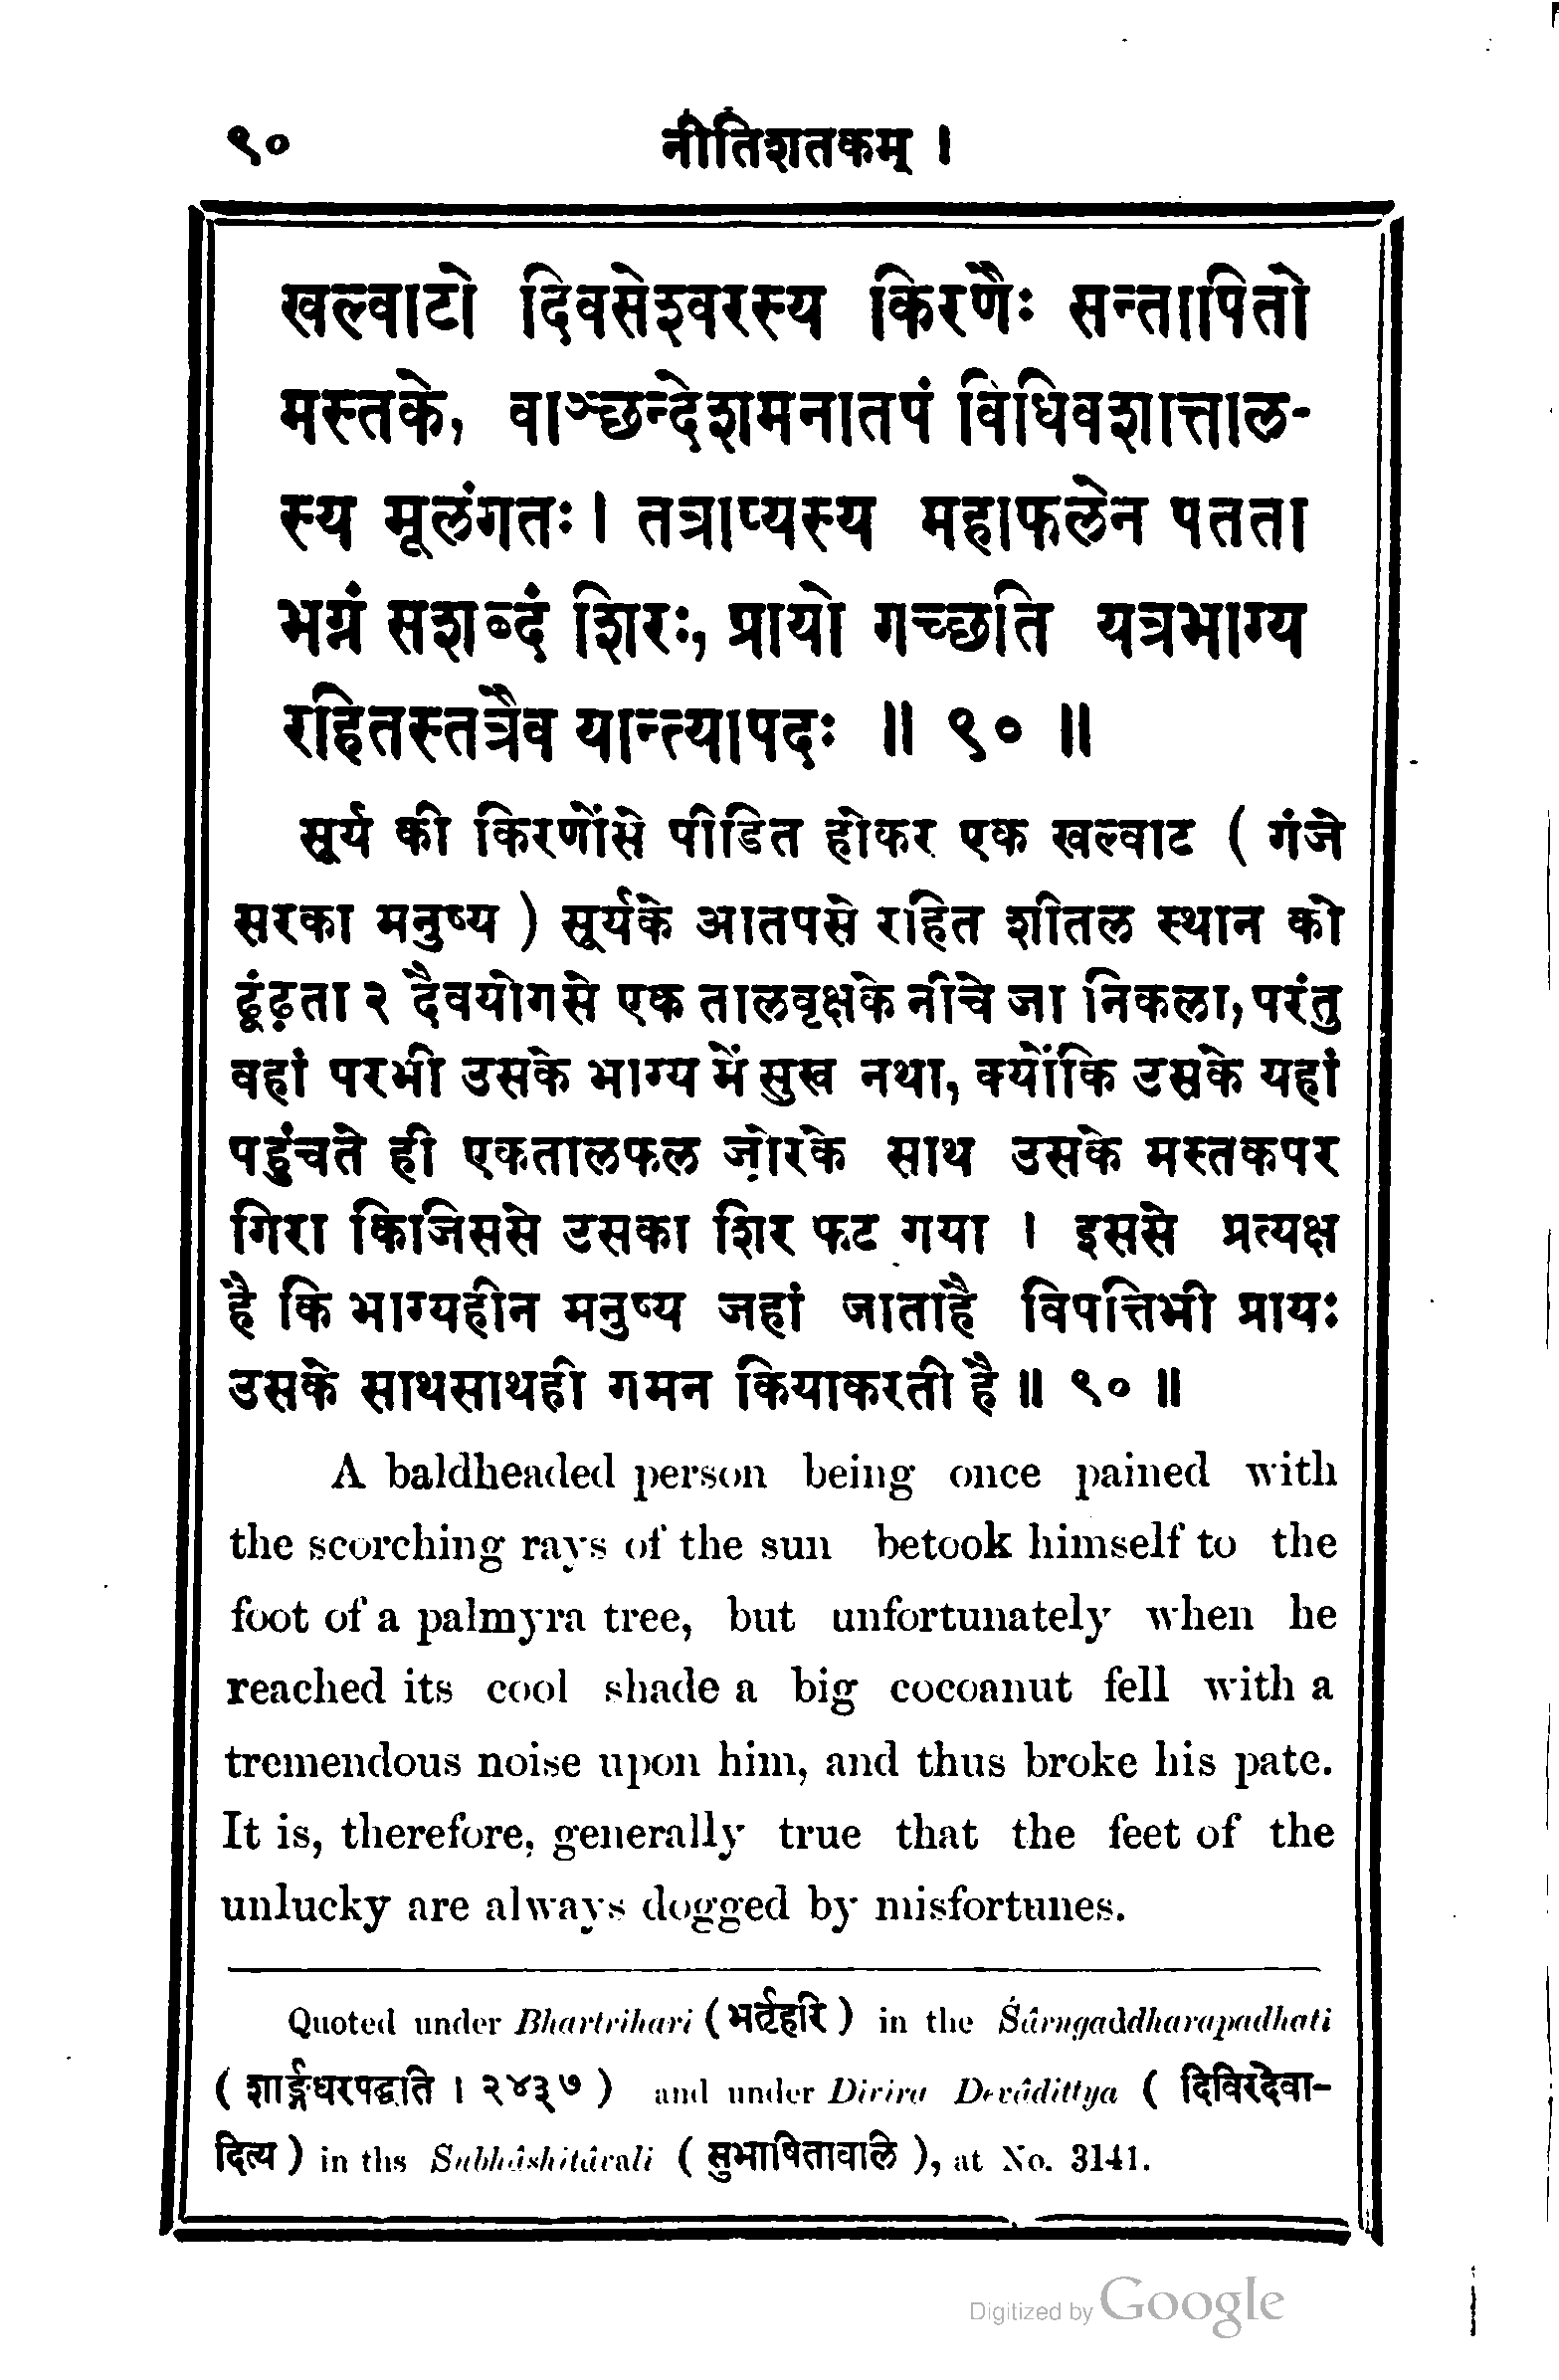 ९० नीतिशतकम् ।
खल्वाटो दिवसेश्वरस्य किरणैः सन्तापितो
मस्तके, वाञ्छन्देशमनातपं विधिवशात्ताल-
स्य मूलंगतः । तत्राप्यस्य महाफलेन पतता
भग्नं सशब्दं शिरः, प्रायो गच्छति यत्रभाग्य
रहितस्तत्रैव यान्त्यापदः ॥ ९० ॥
सूर्य की किरणोंसे पीडित होकर एक खल्वाट ( गंजे
सरका मनुष्य ) सूर्यके आतपसे रहित शीतल स्थान को
ढूंढ़ता २ दैवयोगसे एक तालवृक्षके नीचे जा निकला, परंतु
वहां परभी उसके भाग्य में सुख नथा, क्योंकि उसके यहां
पहुंचते ही एकतालफल ज़ोरके साथ उसके मस्तकपर
गिरा किजिससे उसका शिर फट गया । इससे प्रत्यक्ष
है कि भाग्यहीन मनुष्य जहां जाताहै विपत्तिभी प्रायः
उसके साथसाथही गमन कियाकरती है ॥ ९० ॥
A baldheaded person being once pained with
the scorching rays of the sun betook himself to the
foot of a palmyra tree, but unfortunately when he
reached its cool shade a big cocoanut fell with a
tremendous noise upon him, and thus broke his pate.
It is, therefore, generally true that the feet of the
unlucky are always dogged by misfortunes.
Quoted under Bhartrihari ( भर्तृहरि ) in the Śârngaddharapadhati
( शार्ङ्गधरपद्धति । २४३७ ) and under Divira Devâdittya ( दिविरदेवा-
दित्य ) in ths Subhâshitâvali ( सुभाषितावलि ), at No. 3141.
Digitized by Google